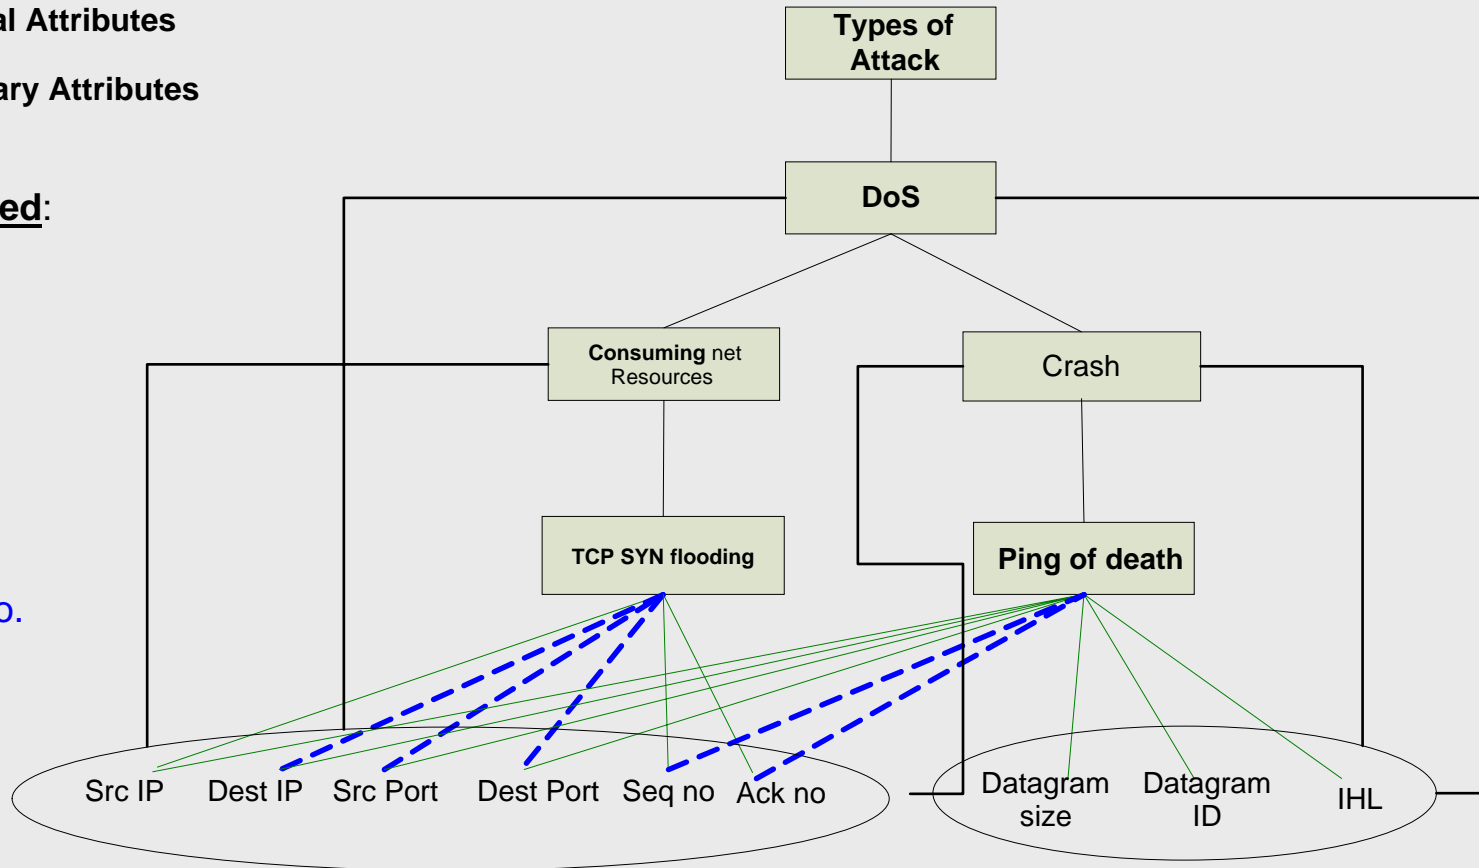 al Attributes
ary Attributes
ed:
o.
Types of
Attack
DoS
Consuming net
Resources
Crash
TCP SYN flooding
Ping of death
Src IP
Dest IP
Src Port
Dest Port
Seq no
Ack no
Datagram
size
Datagram
ID
IHL